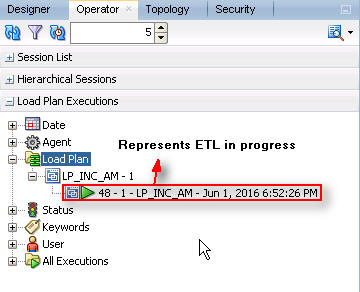 Designer Operator × Topology Security
5
Session List
Hierarchical Sessions
Load Plan Executions
Date
Represents ETL in progress
Agent
Load Plan
LP_INC_AM - 1
48 - 1 - LP_INC_AM - Jun 1, 2016 6:52:26 PM
Status
Keywords
User
All Executions